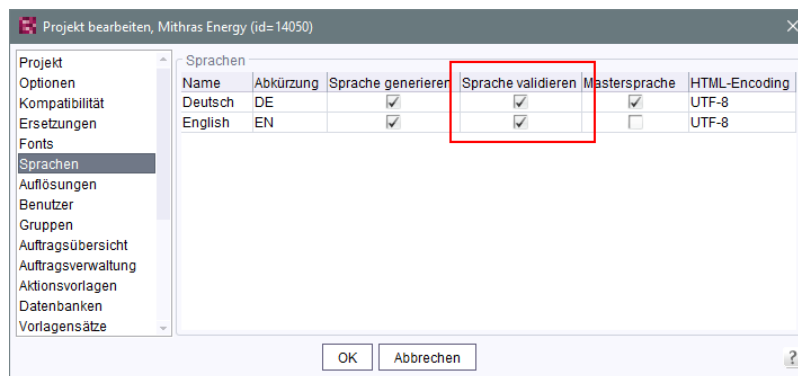 Projekt bearbeiten, Mithras Energy (id=14050)
Projekt
Optionen
Kompatibilität
Ersetzungen
Fonts
Sprachen
Auflösungen
Benutzer
Gruppen
Auftragsübersicht
Auftragsverwaltung
Aktionsvorlagen
Datenbanken
Vorlagensätze
Sprachen
Name Abkürzung Sprache generieren Sprache validieren Mastersprache HTML-Encoding
Deutsch DE UTF-8
English EN UTF-8
OK Abbrechen ?